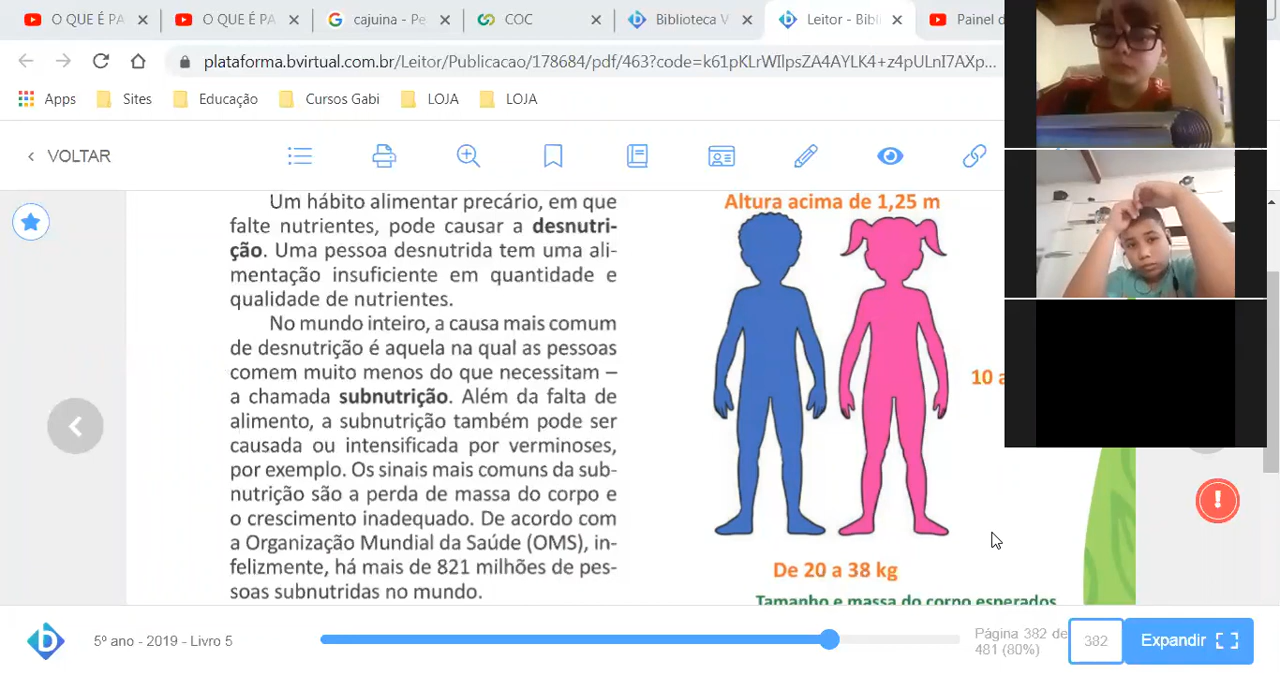 O QUE É PA
O QUE É PA
cajuina - Pe
COC
Biblioteca V
Leitor - Bibl
Painel d
plataforma.bvirtual.com.br/Leitor/Publicacao/178684/pdf/463?code=k61pKLrWIlpsZA4AYLK4+z4pULnI7AXp...
Apps
Sites
Educação
Cursos Gabi
LOJA
LOJA
VOLTAR
Um hábito alimentar precário, em que
falte nutrientes, pode causar a desnutri-
ção. Uma pessoa desnutrida tem uma ali-
mentação insuficiente em quantidade e
qualidade de nutrientes.
No mundo inteiro, a causa mais comum
de desnutrição é aquela na qual as pessoas
comem muito menos do que necessitam –
a chamada subnutrição. Além da falta de
alimento, a subnutrição também pode ser
causada ou intensificada por verminoses,
por exemplo. Os sinais mais comuns da sub-
nutrição são a perda de massa do corpo e
o crescimento inadequado. De acordo com
a Organização Mundial da Saúde (OMS), in-
felizmente, há mais de 821 milhões de pes-
soas subnutridas no mundo.
Altura acima de 1,25 m
10 a
De 20 a 38 kg
Tamanho e massa do corpo esperados
5º ano - 2019 - Livro 5
Página 382 de
481 (80%)
382
Expandir